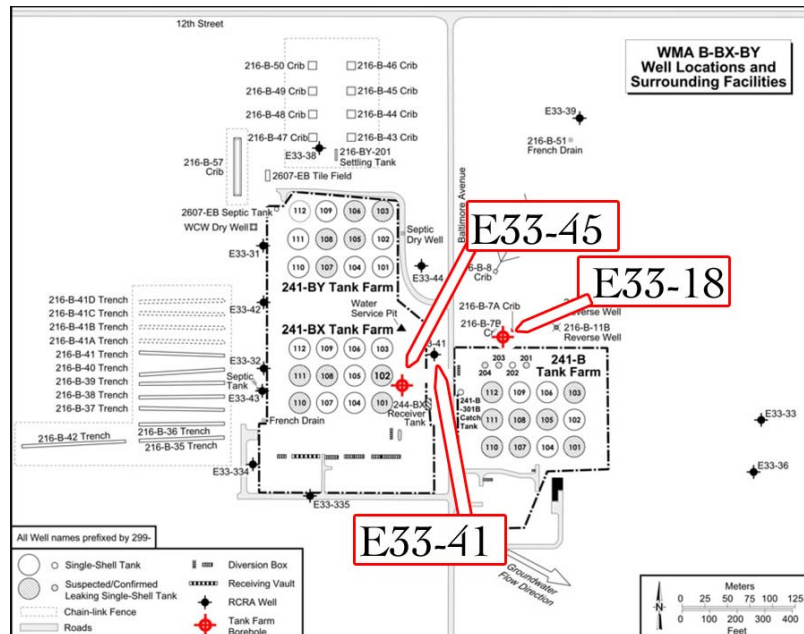 12th Street
WMA B-BX-BY
Well Locations and
Surrounding Facilities
216-B-50 Crib
216-B-46 Crib
216-B-49 Crib
216-B-45 Crib
216-B-48 Crib
216-B-44 Crib
216-B-47 Crib
216-B-43 Crib
E33-38
216-BY-201
Settling Tank
216-B-57
Crib
2607-EB Tile Field
E33-39
216-B-51
French Drain
Baltimore Avenue
2607-EB Septic Tank
WCW Dry Well
112 109 106 103
111 108 105 102
110 107 104 101
241-BY Tank Farm
Septic
Dry Well
E33-31
E33-44
E33-45
E33-18
-B-8
Crib
216-B-7A Crib
216-B-7B
Reverse Well
216-B-11B
Reverse Well
216-B-41D Trench
216-B-41C Trench
216-B-41B Trench
216-B-41A Trench
216-B-41 Trench
216-B-40 Trench
216-B-39 Trench
216-B-38 Trench
216-B-37 Trench
216-B-36 Trench
216-B-35 Trench
216-B-42 Trench
E33-42
Water
Service Pit
241-BX Tank Farm
112 109 106 103
111 108 105 102
110 107 104 101
E33-32
Septic
Tank
E33-43
French Drain
244-BX
Receiver
Tank
-41
203 201
204 202
241-B
Tank Farm
241-B
-301B
Catch
Tank
112 109 106 103
111 108 105 102
110 107 104 101
E33-33
E33-36
E33-334
E33-335
E33-41
Groundwater
Flow Direction
All Well names prefixed by 299-
Single-Shell Tank
Suspected/Confirmed
Leaking Single-Shell Tank
Chain-link Fence
Roads
Diversion Box
Receiving Vault
RCRA Well
Tank Farm
Borehole
N
Meters
0 25 50 75 100 125
0 100 200 300 400
Feet